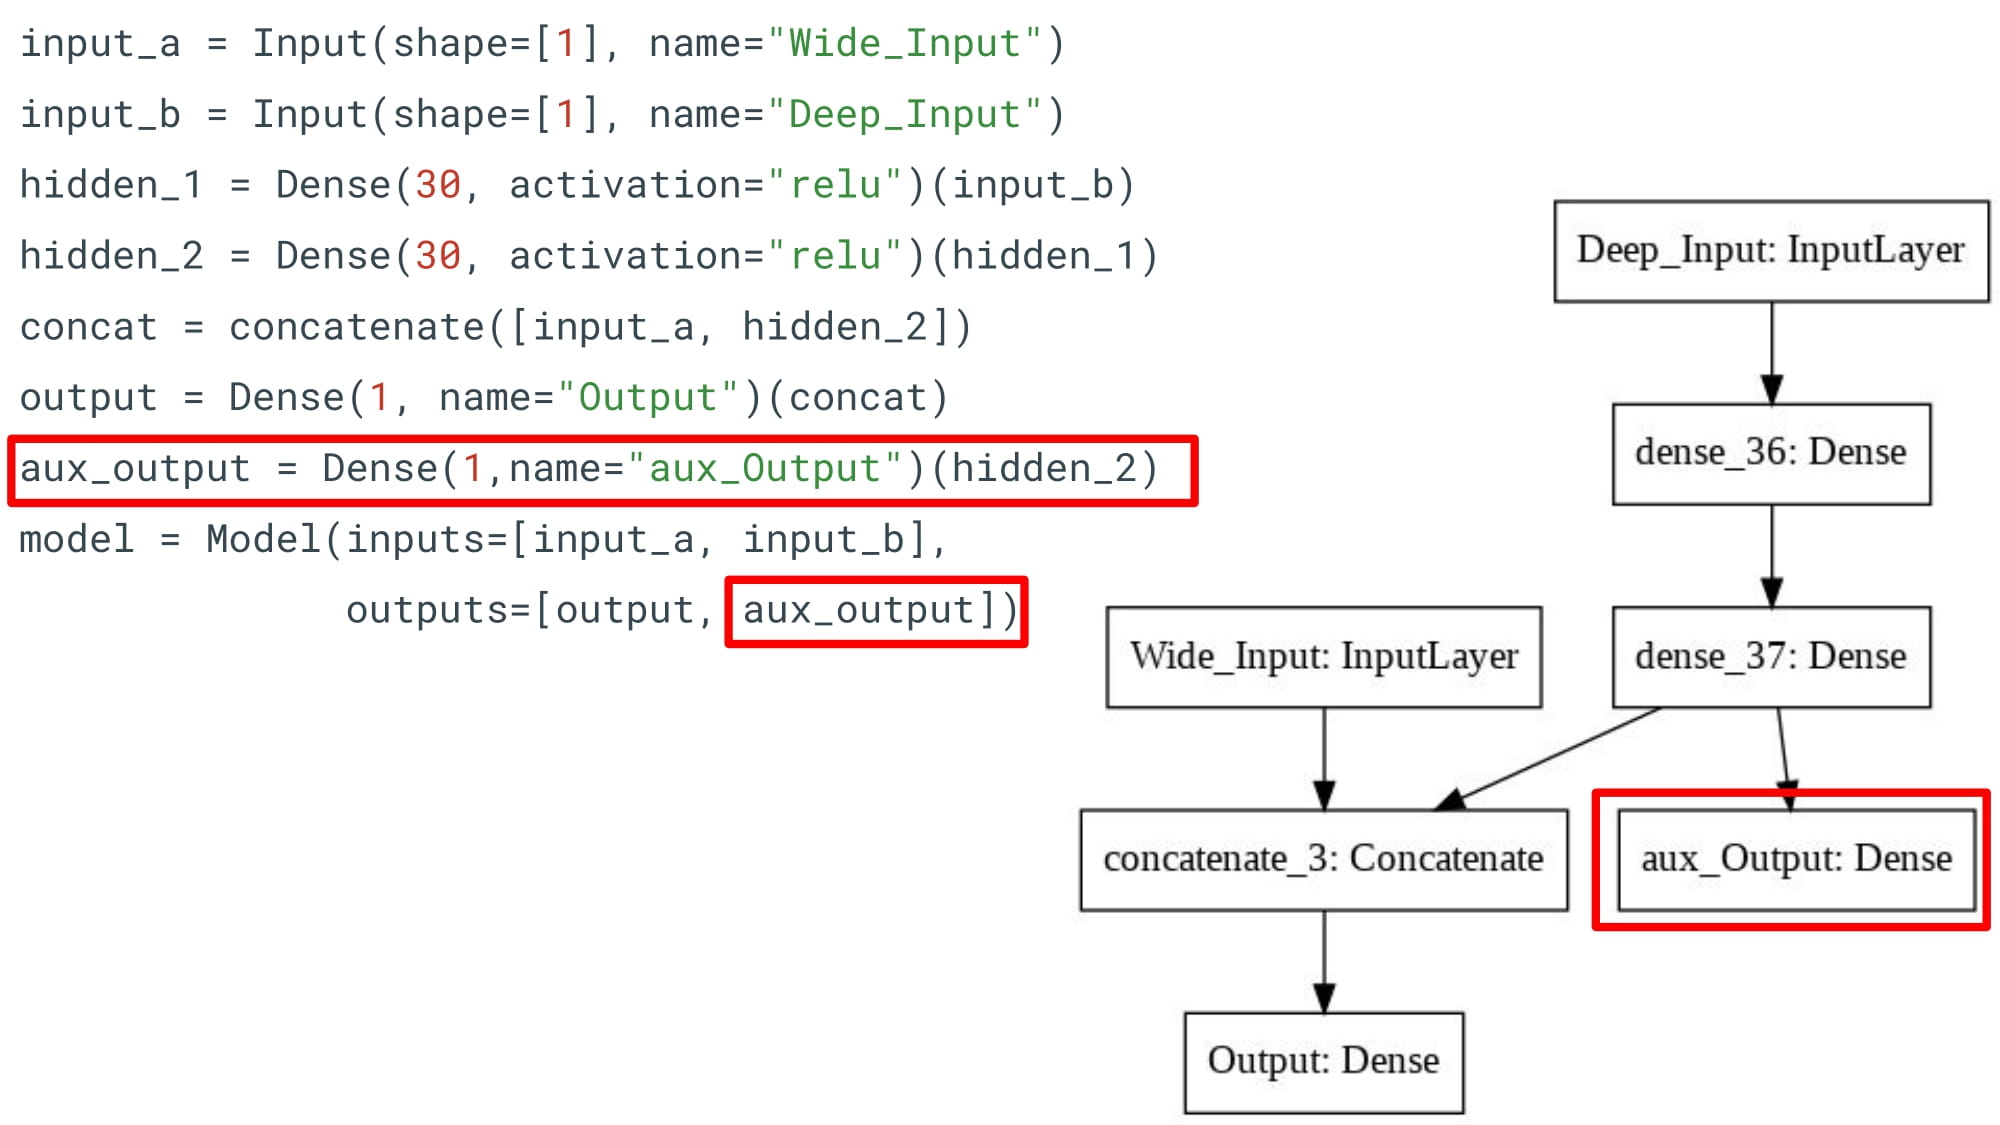 input_a = Input(shape=[1], name="Wide_Input")
input_b = Input(shape=[1], name="Deep_Input")
hidden_1 = Dense(30, activation="relu")(input_b)
hidden_2 = Dense(30, activation="relu")(hidden_1)
concat = concatenate([input_a, hidden_2])
output = Dense(1, name="Output")(concat)
aux_output = Dense(1,name="aux_Output")(hidden_2)
model = Model(inputs=[input_a, input_b],
outputs=[output, aux_output])
Deep_Input: InputLayer
dense_36: Dense
Wide_Input: InputLayer
dense_37: Dense
concatenate_3: Concatenate
aux_Output: Dense
Output: Dense